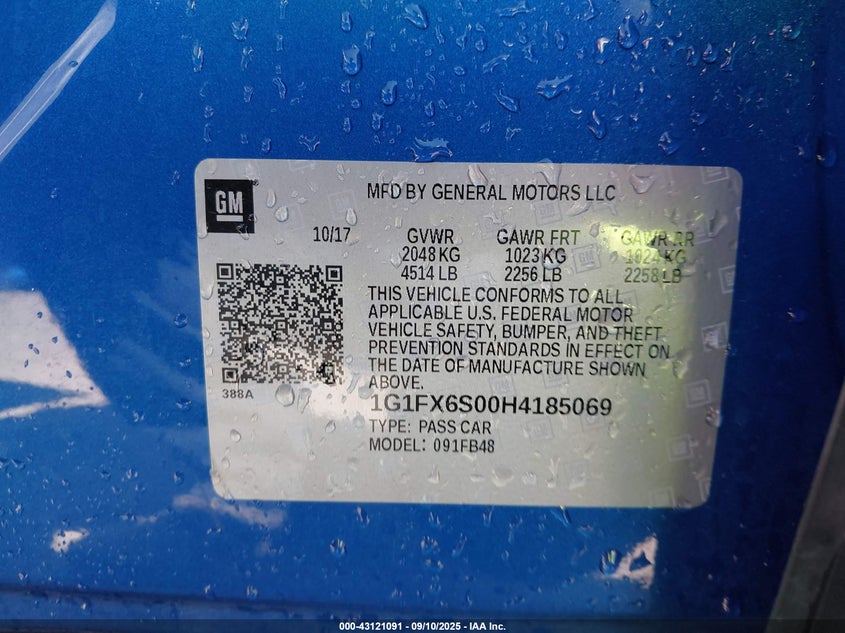 GM
MFD BY GENERAL MOTORS LLC
10/17 GVWR GAWR FRT GAWR RR
2048 KG 1023 KG 1024 KG
4514 LB 2256 LB 2258 LB
THIS VEHICLE CONFORMS TO ALL
APPLICABLE U.S. FEDERAL MOTOR
VEHICLE SAFETY, BUMPER, AND THEFT
PREVENTION STANDARDS IN EFFECT ON
THE DATE OF MANUFACTURE SHOWN
ABOVE.
388A
1G1FX6S00H4185069
TYPE: PASS CAR
MODEL: 091FB48
000-43121091 - 09/10/2025 - IAA Inc.